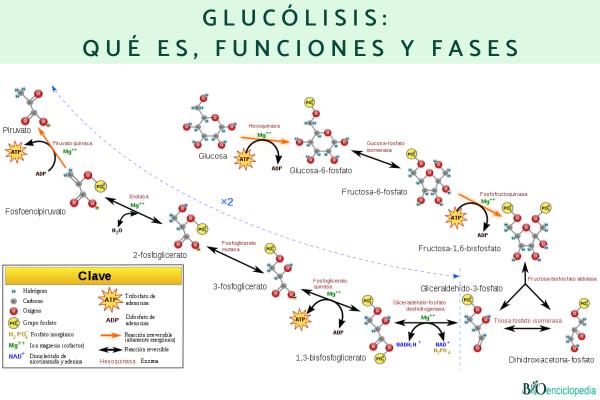 GLUCÓLISIS:
QUÉ ES, FUNCIONES Y FASES
Piruvato
Piruvato quinasa
Mg++
ATP
ADP
Fosfoenolpiruvato
Enolasa
Mg++
H2O
2-fosfoglicerato
Fosfoglicerato
mutasa
3-fosfoglicerato
Fosfoglicerato
quinasa
Mg++
ATP
ADP
1,3-bisfosfoglicerato
×2
Glucosa
Hexoquinasa
Mg++
ATP
ADP
Glucosa-6-fosfato
Glucosa-fosfato
isomerasa
Fructosa-6-fosfato
Fosfofructoquinasa
Mg++
ATP
ADP
Fructosa-1,6-bisfosfato
Fructosa-bisfosfato aldolasa
Gliceraldehído-3-fosfato
Gliceraldehído-fosfato
deshidrogenasa
Mg++
NADH, H+
NAD+
H2PO4
Triosa-fosfato isomerasa
Dihidroxiacetona-fosfato
Clave
Hidrógeno
Carbono
Oxígeno
Grupo fosfato
Fosfato inorgánico
Mg++ Ion magnesio (cofactor)
NAD+ Dinucleótido de
nicotinamida y adenina
ATP Trifosfato de
adenosina
ADP Difosfato de
adenosina
Reacción irreversible
(altamente exergónica)
Reacción reversible
Hexoquinasa Enzima
BiOenciclopedia